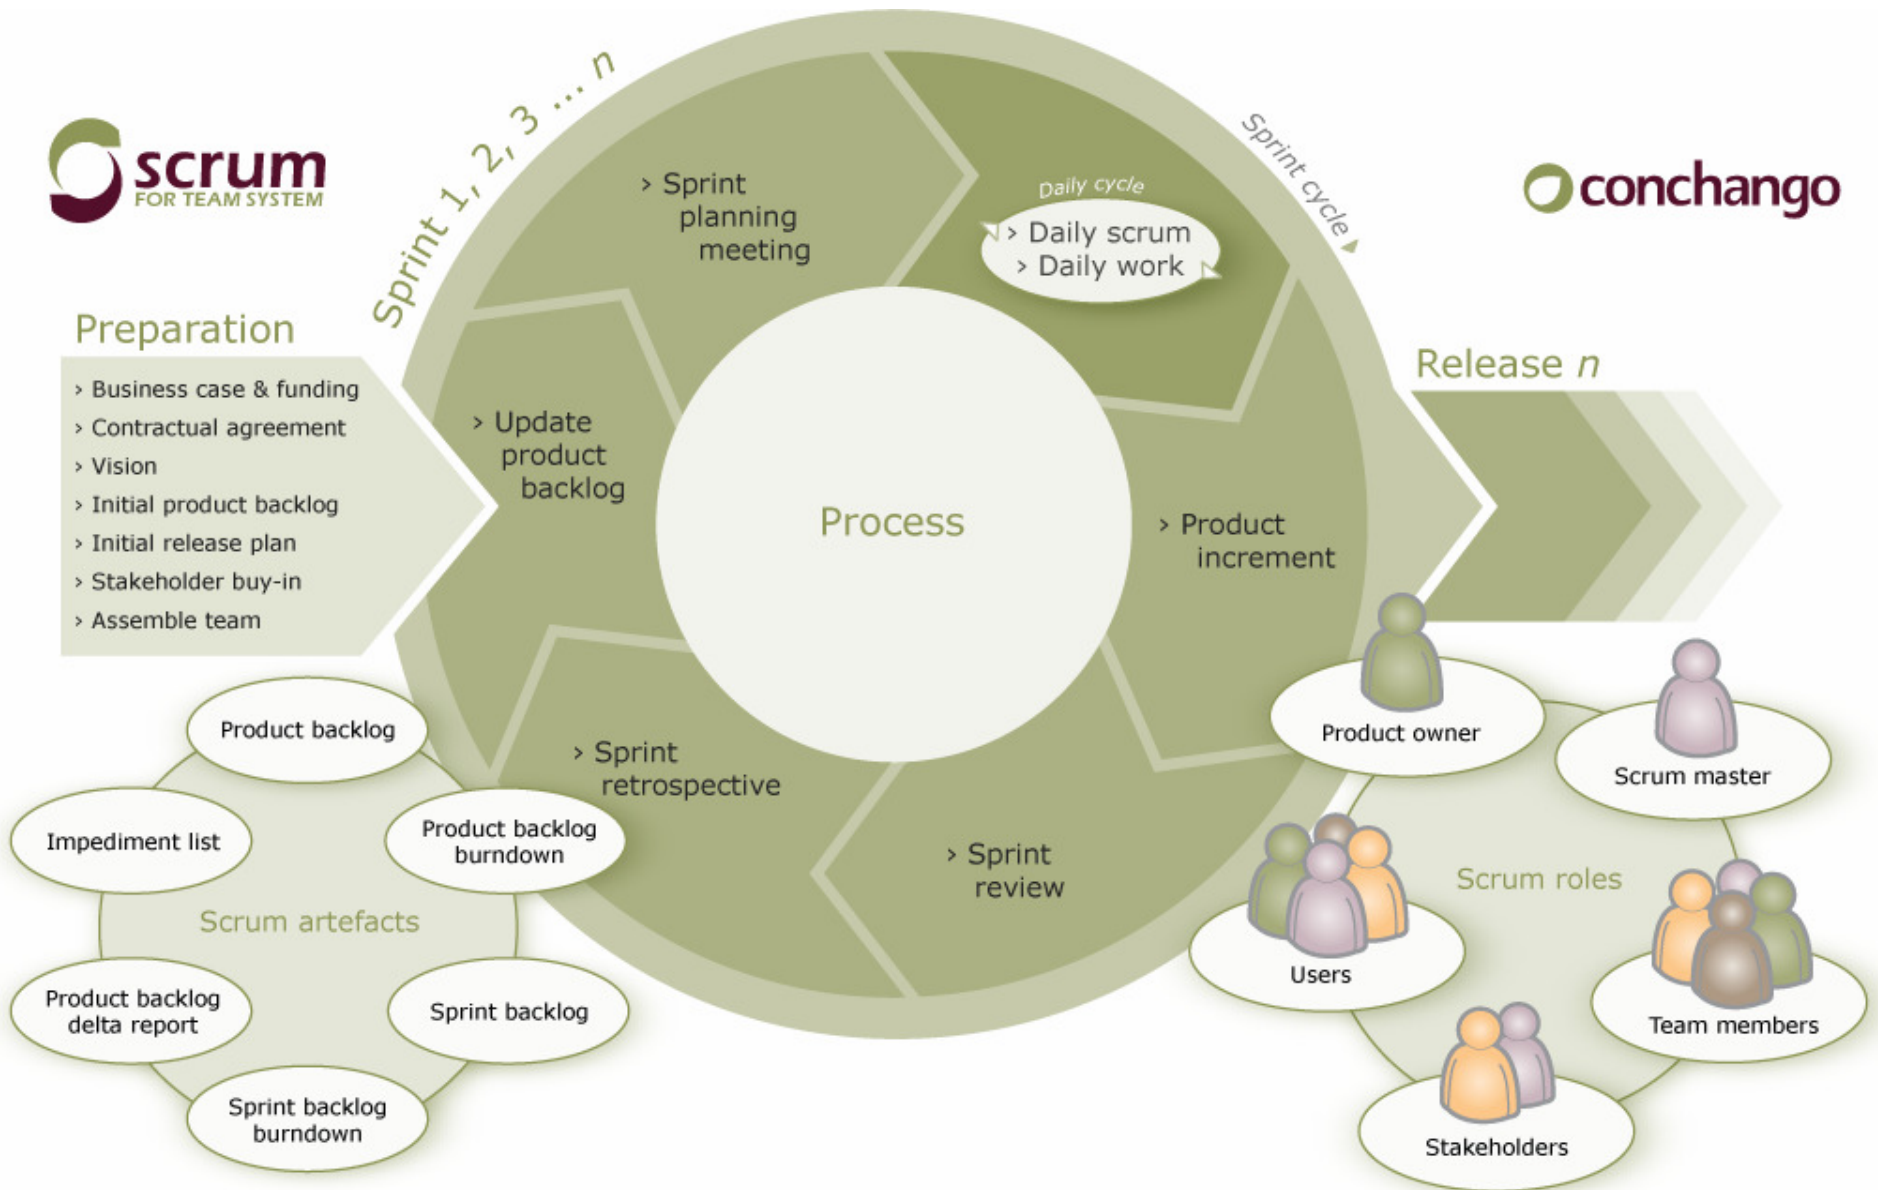 Sprint 1, 2, 3 ... n
Sprint cycle
scrum
FOR TEAM SYSTEM
conchango
Preparation
› Business case & funding
› Contractual agreement
› Vision
› Initial product backlog
› Initial release plan
› Stakeholder buy-in
› Assemble team
› Sprint
planning
meeting
Daily cycle
› Daily scrum
› Daily work
› Update
product
backlog
Process
› Product
increment
› Sprint
retrospective
› Sprint
review
Release n
Product backlog
Impediment list
Product backlog
burndown
Scrum artefacts
Product backlog
delta report
Sprint backlog
Sprint backlog
burndown
Product owner
Scrum master
Scrum roles
Users
Team members
Stakeholders